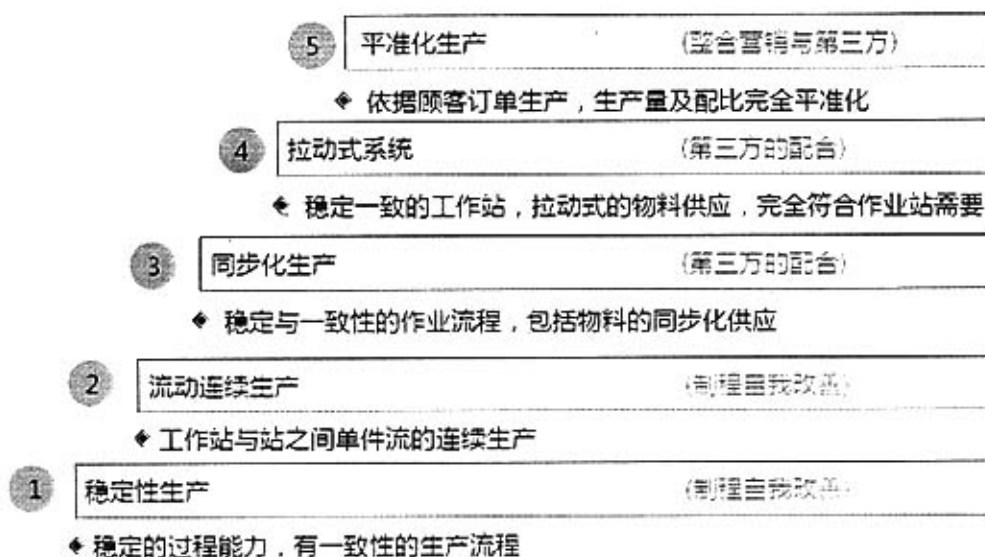 5 平准化生产 (整合营销与第三方)
◆ 依据顾客订单生产，生产量及配比完全平准化
4 拉动式系统 (第三方的配合)
◆ 稳定一致的工作站，拉动式的物料供应，完全符合作业站需要
3 同步化生产 (第三方的配合)
◆ 稳定与一致性的作业流程，包括物料的同步化供应
2 流动连续生产 (制程自我改善)
◆ 工作站与站之间单件流的连续生产
1 稳定性生产 (制程自我改善)
◆ 稳定的过程能力，有一致性的生产流程